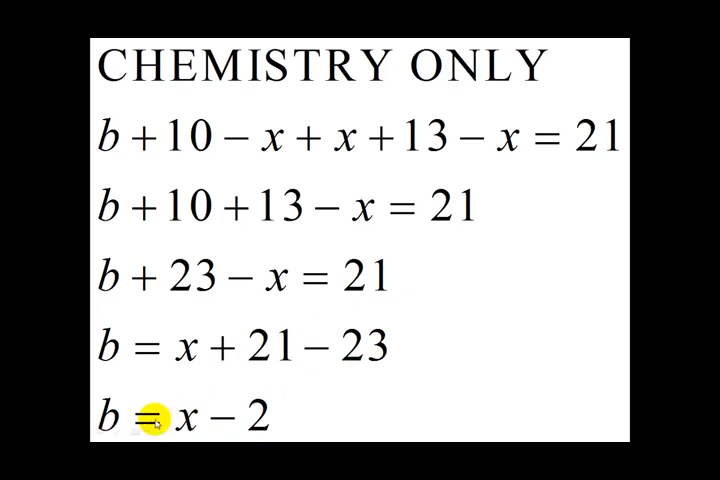 CHEMISTRY ONLY
b + 10 − x + x + 13 − x = 21
b + 10 + 13 − x = 21
b + 23 − x = 21
b = x + 21 − 23
b = x − 2